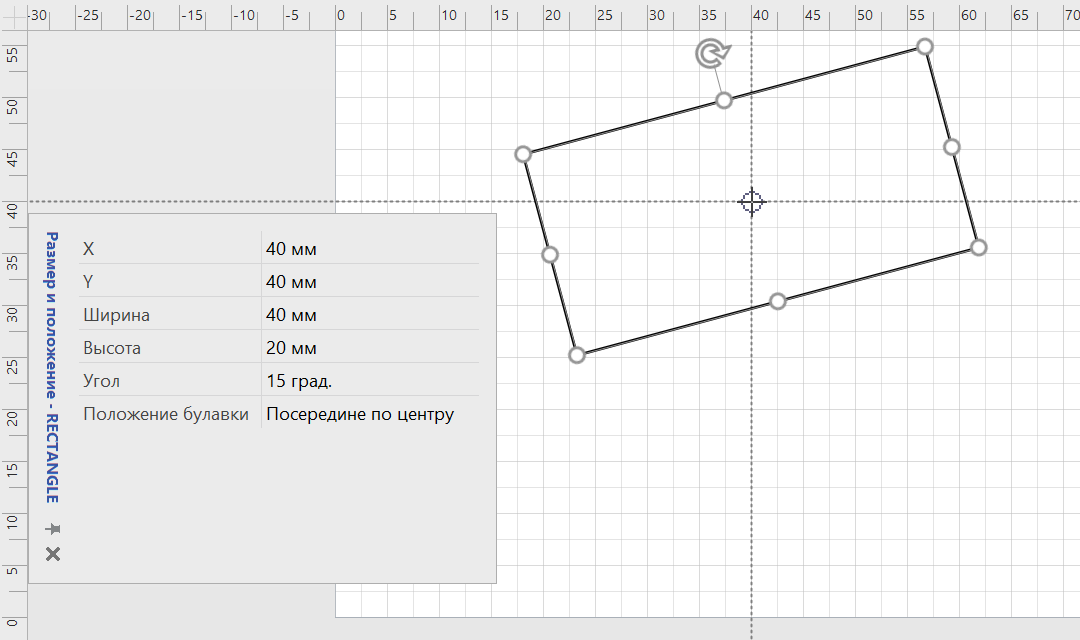 -30 -25 -20 -15 -10 -5 0 5 10 15 20 25 30 35 40 45 50 55 60 65 70
55
50
45
40
35
30
25
20
15
10
5
0
Размер и положение - RECTANGLE
X 40 мм
Y 40 мм
Ширина 40 мм
Высота 20 мм
Угол 15 град.
Положение булавки Посередине по центру